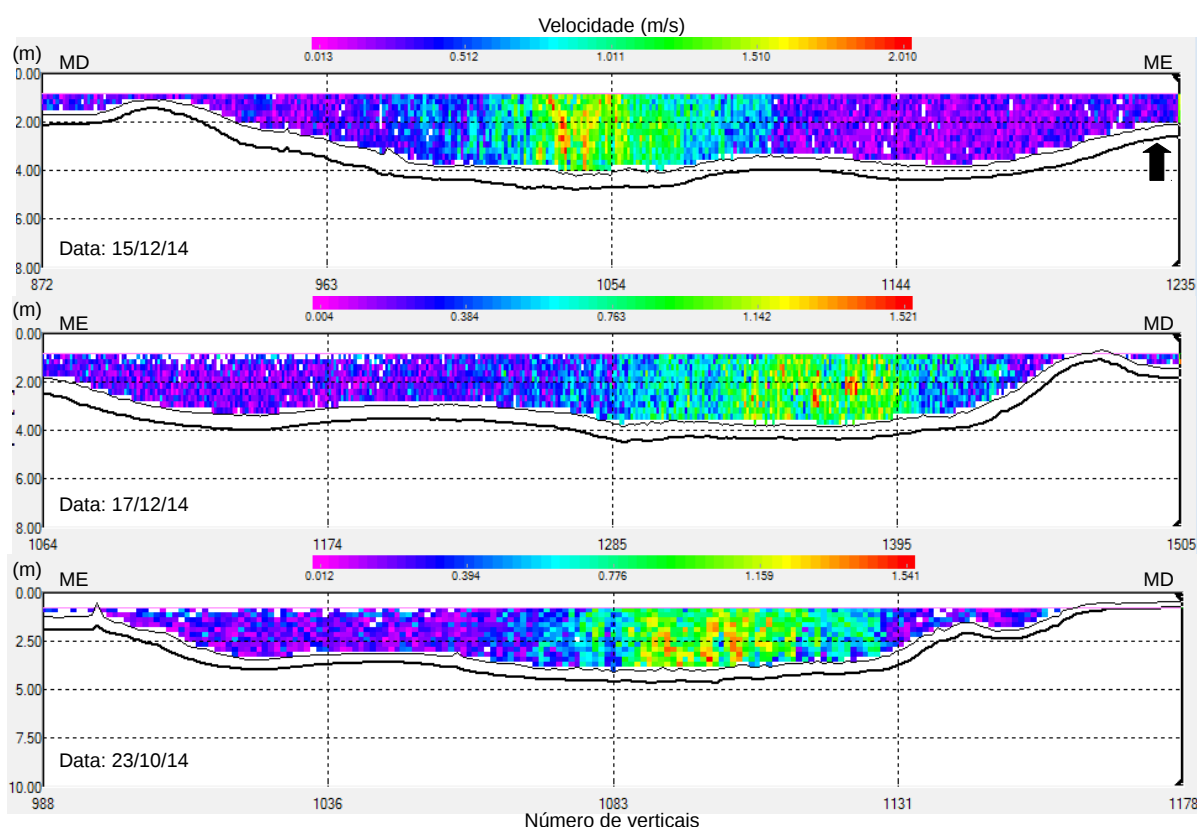 Velocidade (m/s)
0.013 0.512 1.011 1.510 2.010
(m) MD ME
0.00
2.00
4.00
6.00
Data: 15/12/14
8.00
872 963 1054 1144 1235
(m) 0.004 0.384 0.763 1.142 1.521
ME MD
0.00
2.00
4.00
6.00
Data: 17/12/14
8.00
1064 1174 1285 1395 1505
(m) 0.012 0.394 0.776 1.159 1.541
ME MD
0.00
2.50
5.00
7.50
Data: 23/10/14
10.00
988 1036 1083 1131 1178
Número de verticais